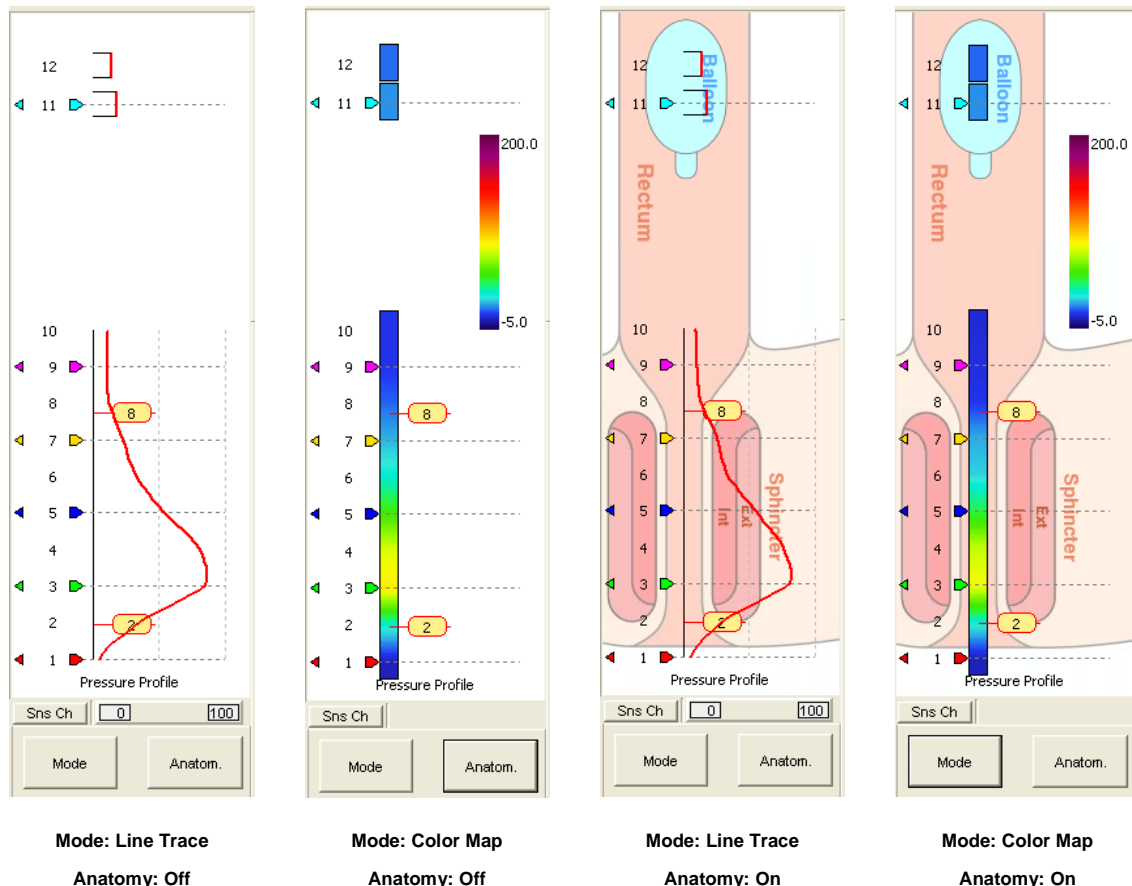 12
11
10
9
8
8
7
6
5
4
3
2
2
1
Pressure Profile
Sns Ch 0 100
Mode Anatom.
Mode: Line Trace
Anatomy: Off
12
11
200.0
-5.0
10
9
8
8
7
6
5
4
3
2
2
1
Pressure Profile
Sns Ch
Mode Anatom.
Mode: Color Map
Anatomy: Off
12
11
Balloon
Rectum
10
9
8
8
7
6
5
4
3
2
2
1
Int
Ext
Sphincter
Pressure Profile
Sns Ch 0 100
Mode Anatom.
Mode: Line Trace
Anatomy: On
12
11
Balloon
Rectum
200.0
-5.0
10
9
8
8
7
6
5
4
3
2
2
1
Int
Ext
Sphincter
Pressure Profile
Sns Ch
Mode Anatom.
Mode: Color Map
Anatomy: On